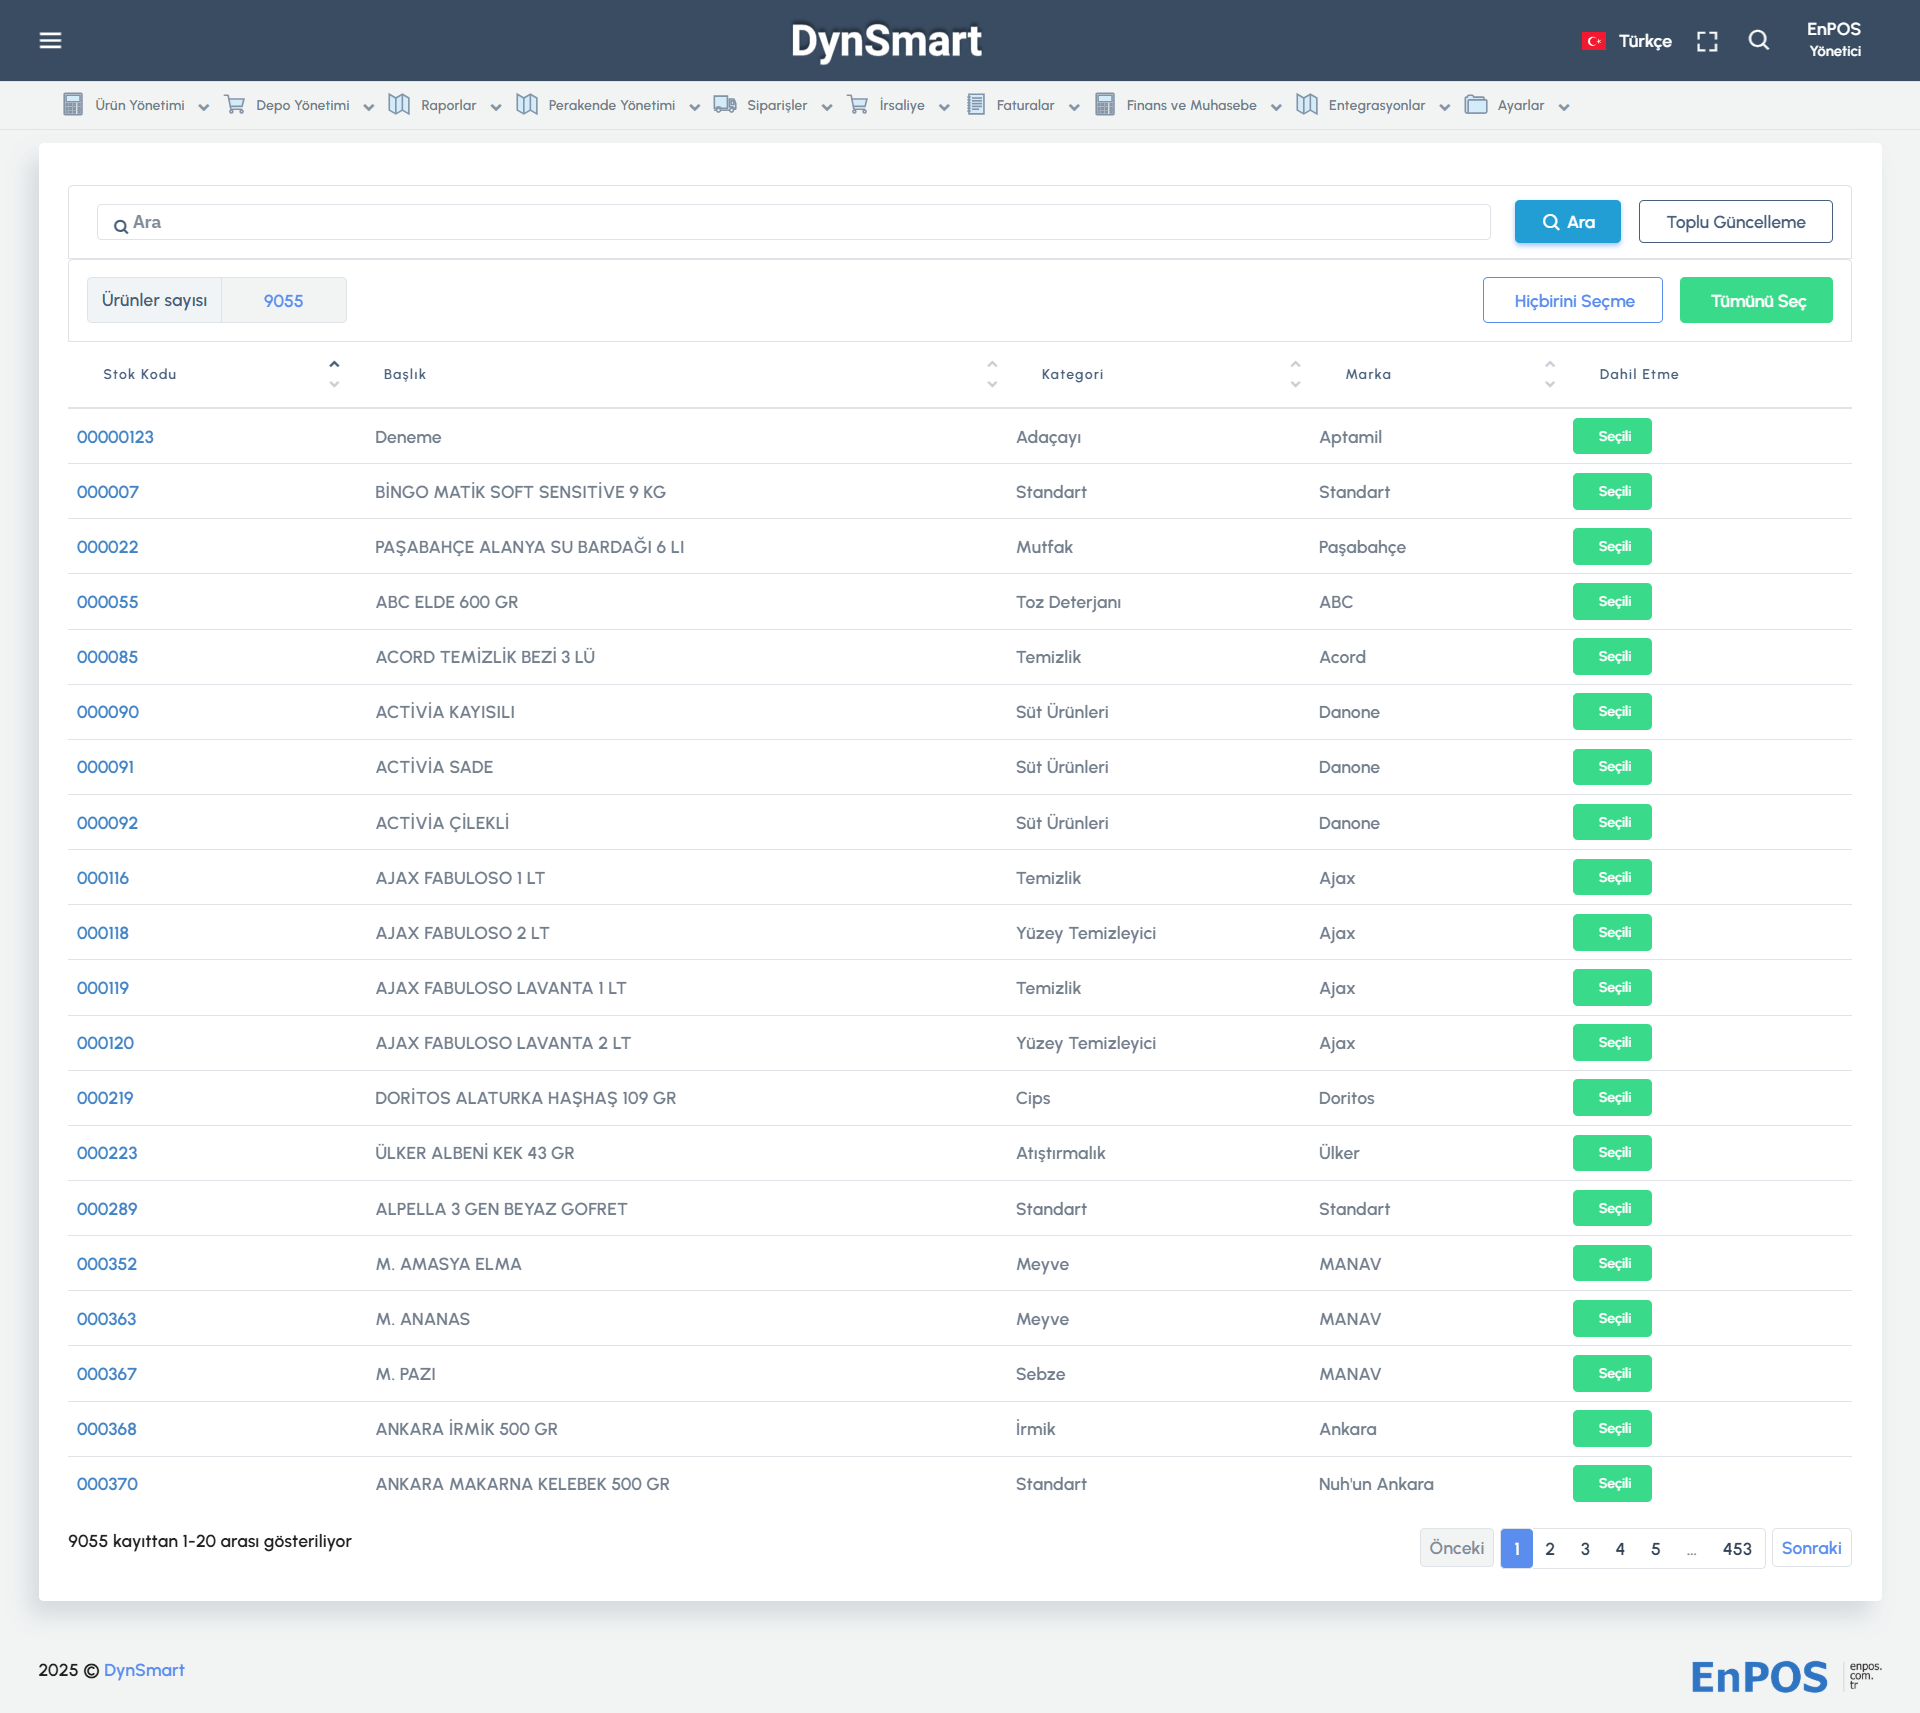 DynSmart
Türkçe
EnPOS
Yönetici
Ürün Yönetimi Depo Yönetimi Raporlar Perakende Yönetimi Siparişler İrsaliye Faturalar Finans ve Muhasebe Entegrasyonlar Ayarlar
Ara Ara Toplu Güncelleme
Ürünler sayısı 9055 Hiçbirini Seçme Tümünü Seç
Stok Kodu Başlık Kategori Marka Dahil Etme
00000123 Deneme Adaçayı Aptamil Seçili
000007 BİNGO MATİK SOFT SENSITİVE 9 KG Standart Standart Seçili
000022 PAŞABAHÇE ALANYA SU BARDAĞI 6 LI Mutfak Paşabahçe Seçili
000055 ABC ELDE 600 GR Toz Deterjanı ABC Seçili
000085 ACORD TEMİZLİK BEZİ 3 LÜ Temizlik Acord Seçili
000090 ACTİVİA KAYISILI Süt Ürünleri Danone Seçili
000091 ACTİVİA SADE Süt Ürünleri Danone Seçili
000092 ACTİVİA ÇİLEKLİ Süt Ürünleri Danone Seçili
000116 AJAX FABULOSO 1 LT Temizlik Ajax Seçili
000118 AJAX FABULOSO 2 LT Yüzey Temizleyici Ajax Seçili
000119 AJAX FABULOSO LAVANTA 1 LT Temizlik Ajax Seçili
000120 AJAX FABULOSO LAVANTA 2 LT Yüzey Temizleyici Ajax Seçili
000219 DORİTOS ALATURKA HAŞHAŞ 109 GR Cips Doritos Seçili
000223 ÜLKER ALBENİ KEK 43 GR Atıştırmalık Ülker Seçili
000289 ALPELLA 3 GEN BEYAZ GOFRET Standart Standart Seçili
000352 M. AMASYA ELMA Meyve MANAV Seçili
000363 M. ANANAS Meyve MANAV Seçili
000367 M. PAZI Sebze MANAV Seçili
000368 ANKARA İRMİK 500 GR İrmik Ankara Seçili
000370 ANKARA MAKARNA KELEBEK 500 GR Standart Nuh'un Ankara Seçili
9055 kayıttan 1-20 arası gösteriliyor Önceki 1 2 3 4 5 ... 453 Sonraki
2025 © DynSmart
EnPOS
enpos.
com.
tr